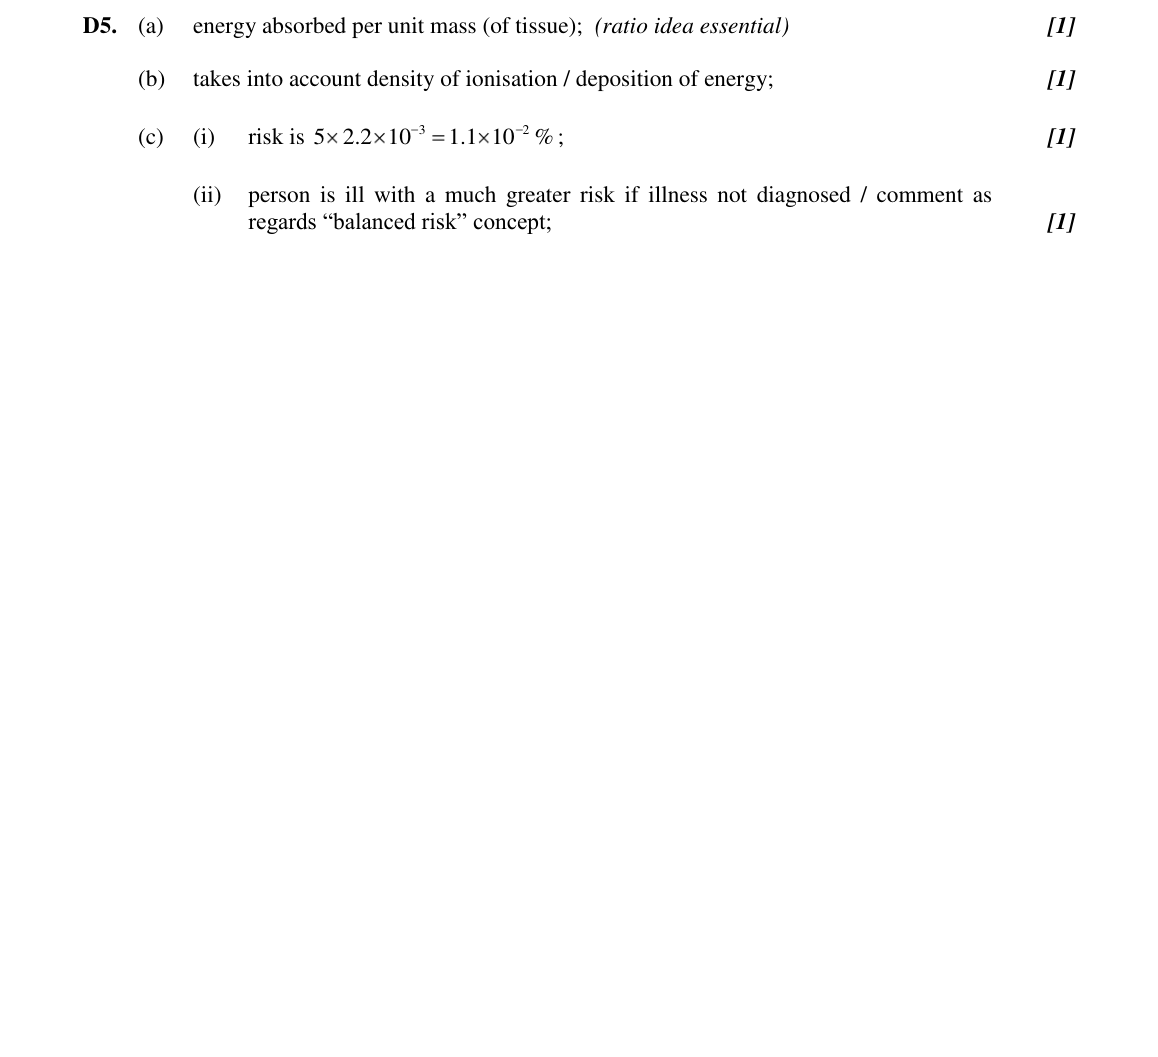 D5. (a) energy absorbed per unit mass (of tissue); (ratio idea essential) [1]
(b) takes into account density of ionisation / deposition of energy; [1]
(c) (i) risk is 5×2.2×10⁻³ = 1.1×10⁻² % ; [1]
(ii) person is ill with a much greater risk if illness not diagnosed / comment as
regards “balanced risk” concept; [1]